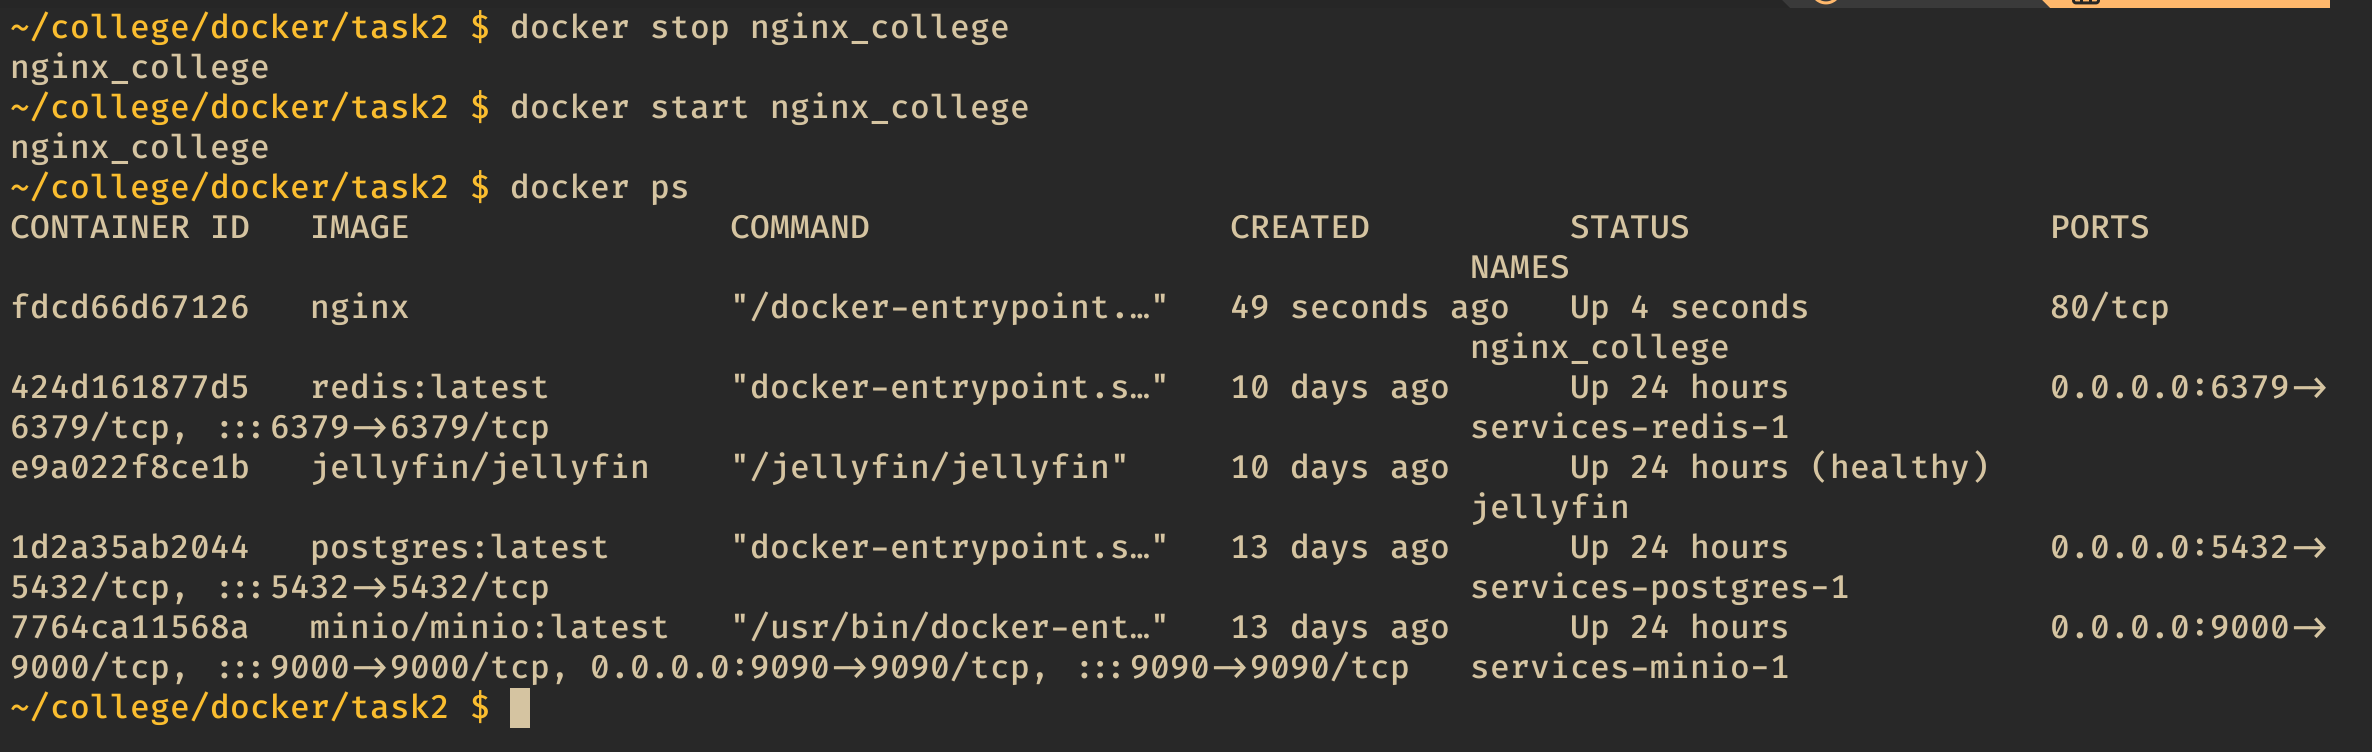 ~/college/docker/task2 $ docker stop nginx_college
nginx_college
~/college/docker/task2 $ docker start nginx_college
nginx_college
~/college/docker/task2 $ docker ps
CONTAINER ID   IMAGE                COMMAND                  CREATED          STATUS                  PORTS
                                                                         NAMES
fdcd66d67126   nginx                "/docker-entrypoint.…"   49 seconds ago   Up 4 seconds            80/tcp
                                                                         nginx_college
424d161877d5   redis:latest         "docker-entrypoint.s…"   10 days ago      Up 24 hours             0.0.0.0:6379->
6379/tcp, :::6379->6379/tcp                                              services-redis-1
e9a022f8ce1b   jellyfin/jellyfin    "/jellyfin/jellyfin"     10 days ago      Up 24 hours (healthy)
                                                                         jellyfin
1d2a35ab2044   postgres:latest      "docker-entrypoint.s…"   13 days ago      Up 24 hours             0.0.0.0:5432->
5432/tcp, :::5432->5432/tcp                                              services-postgres-1
7764ca11568a   minio/minio:latest   "/usr/bin/docker-ent…"   13 days ago      Up 24 hours             0.0.0.0:9000->
9000/tcp, :::9000->9000/tcp, 0.0.0.0:9090->9090/tcp, :::9090->9090/tcp   services-minio-1
~/college/docker/task2 $